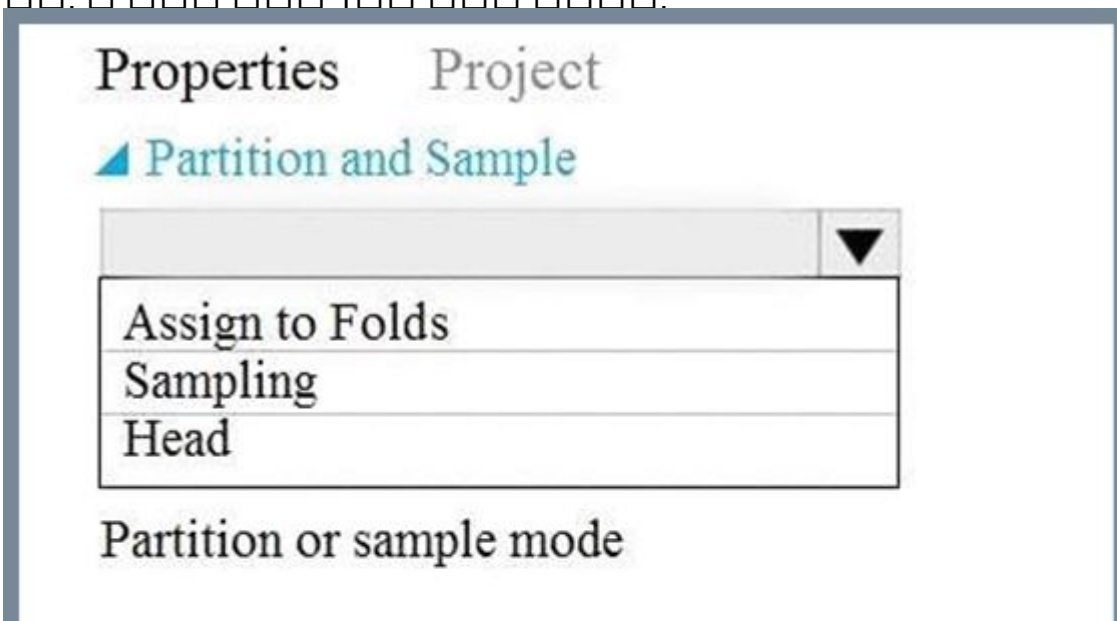 Properties Project
Partition and Sample
Assign to Folds
Sampling
Head
Partition or sample mode